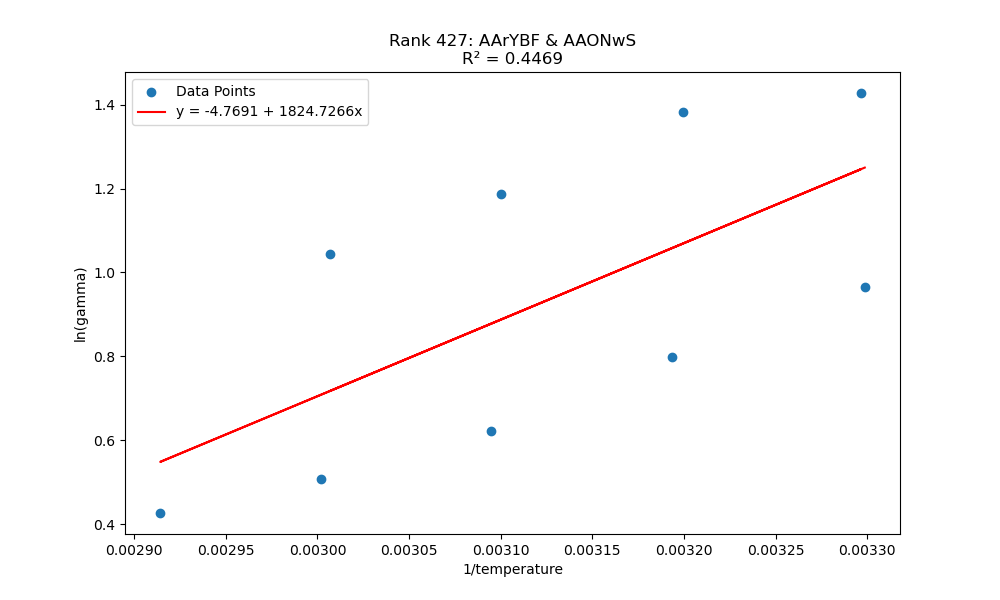 Rank 427: AArYBF & AAONwS
R² = 0.4469
Data Points
y = -4.7691 + 1824.7266x
ln(gamma)
1.4
1.2
1.0
0.8
0.6
0.4
0.00290 0.00295 0.00300 0.00305 0.00310 0.00315 0.00320 0.00325 0.00330
1/temperature